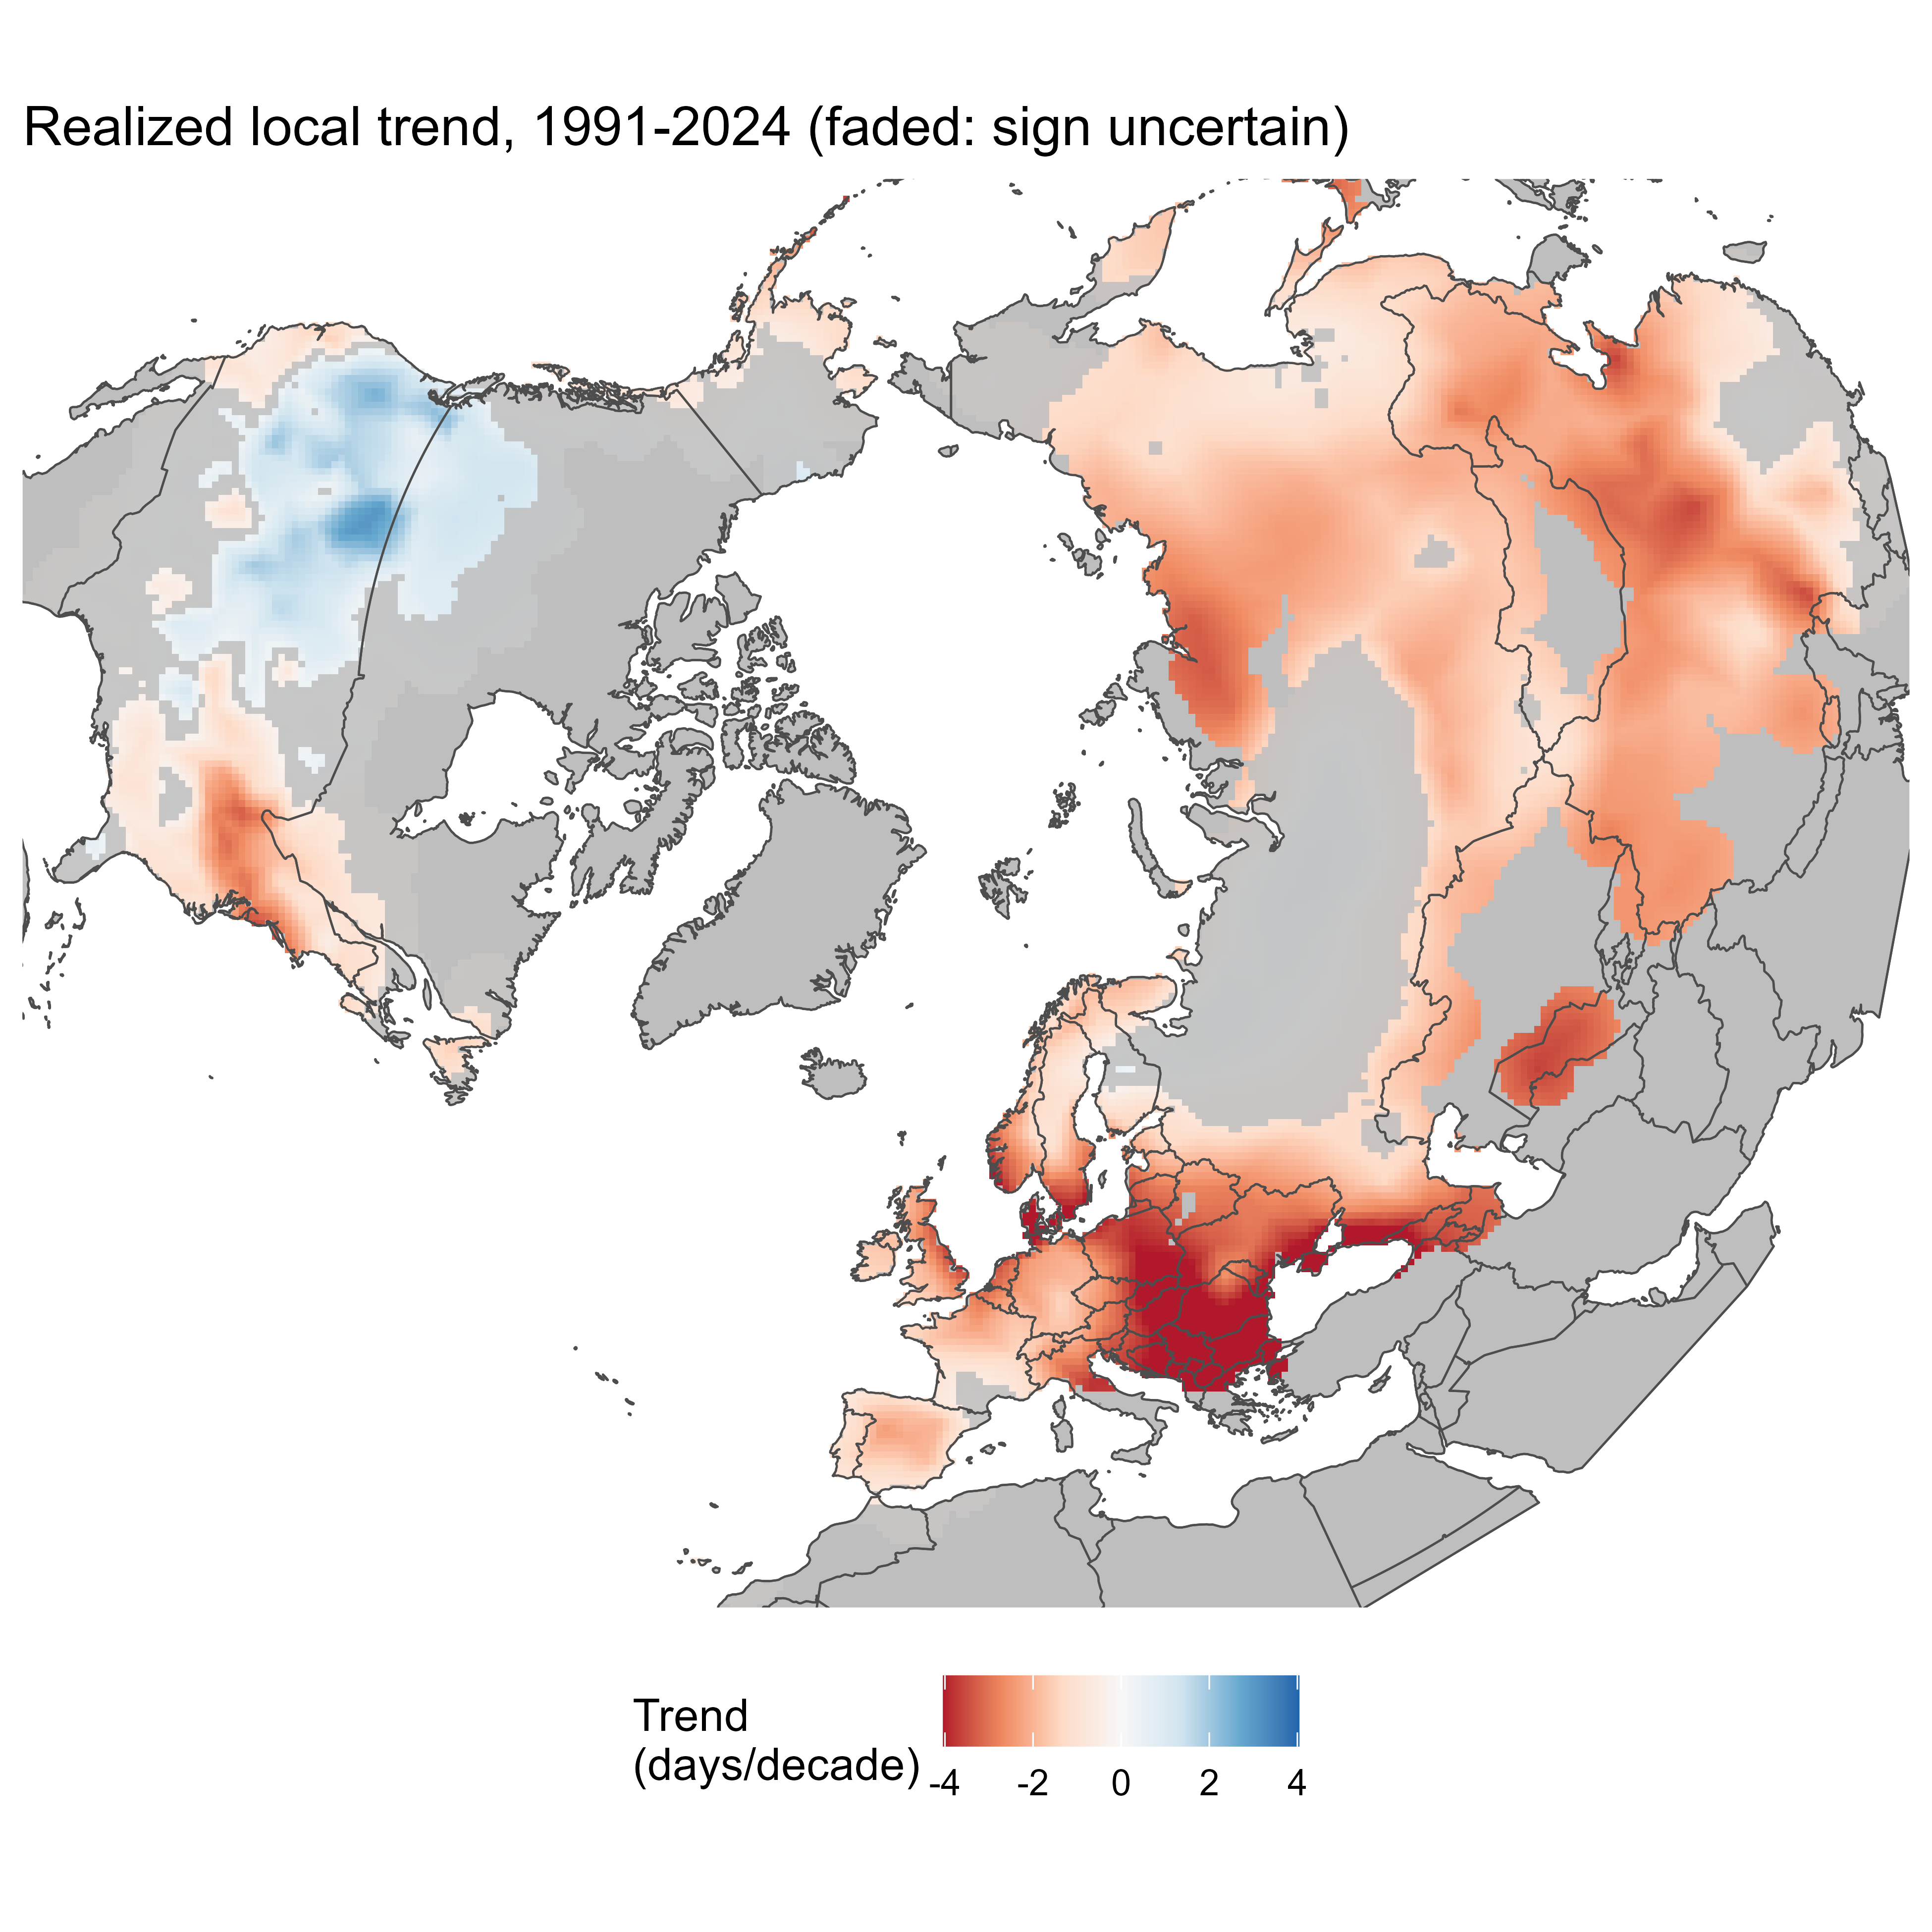 Realized local trend, 1991-2024 (faded: sign uncertain)
Trend
(days/decade)
-4 -2 0 2 4